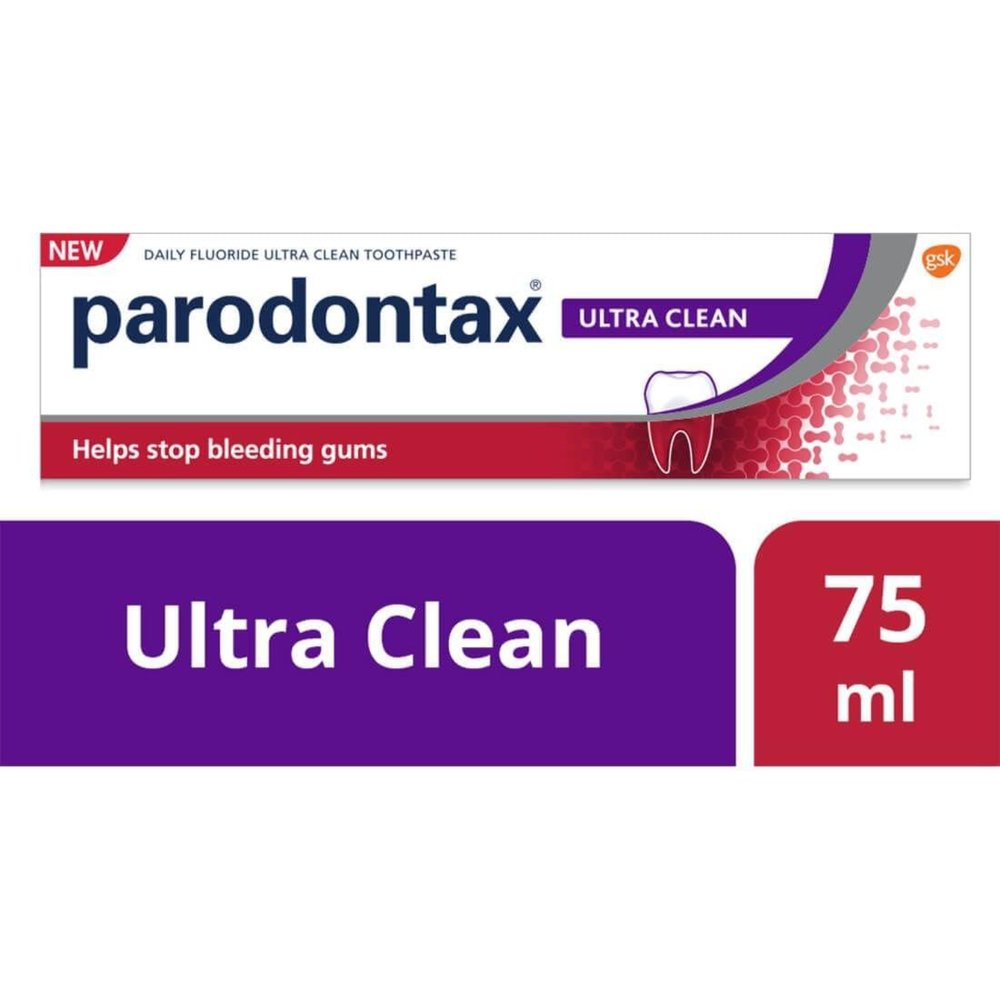 NEW
DAILY FLUORIDE ULTRA CLEAN TOOTHPASTE
parodontax®
ULTRA CLEAN
gsk
Helps stop bleeding gums
Ultra Clean
75
ml